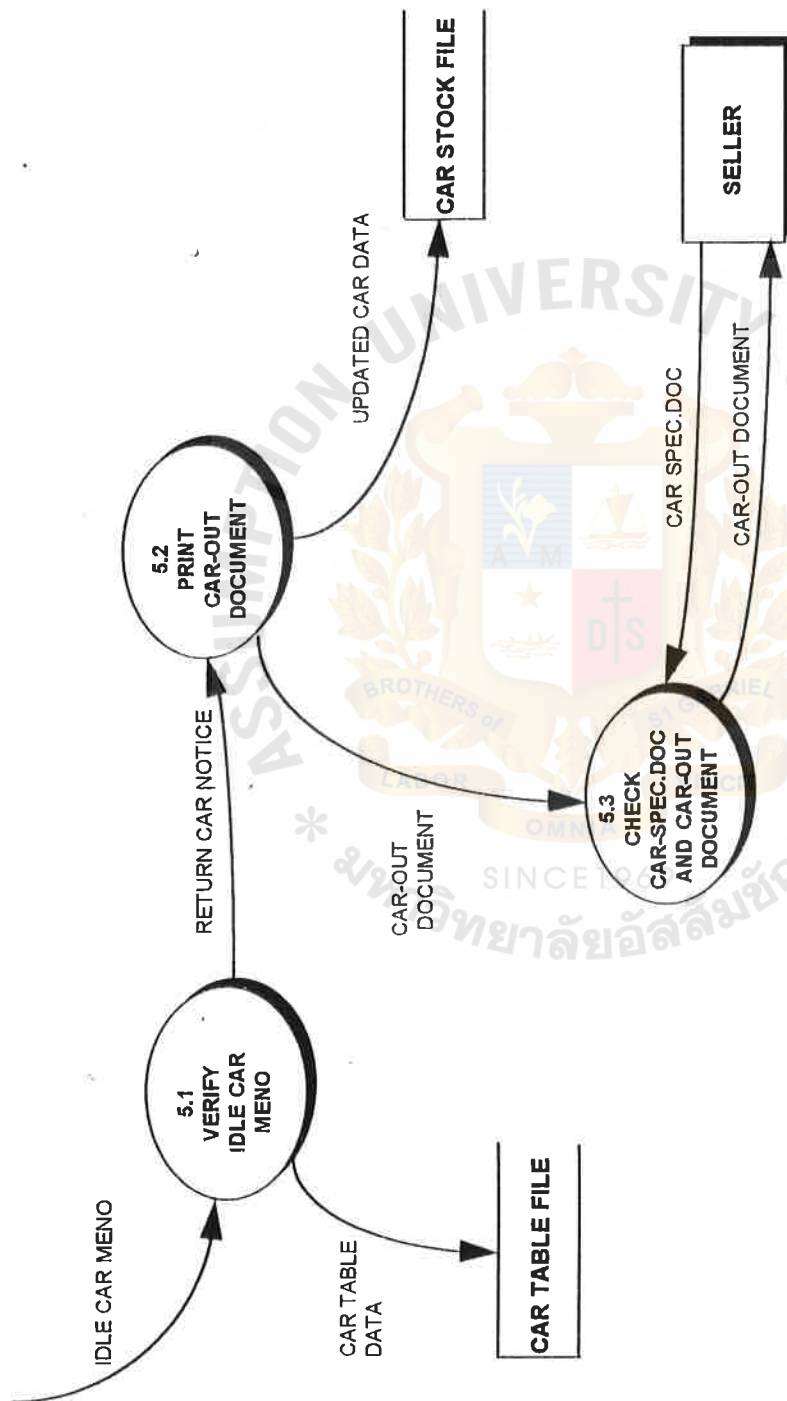 IDLE CAR MENO
5.1
VERIFY
IDLE CAR
MENO
CAR TABLE
DATA
CAR TABLE FILE
RETURN CAR NOTICE
5.2
PRINT
CAR-OUT
DOCUMENT
UPDATED CAR DATA
CAR STOCK FILE
CAR-OUT
DOCUMENT
5.3
CHECK
CAR-SPEC.DOC
AND CAR-OUT
DOCUMENT
CAR SPEC.DOC
CAR-OUT DOCUMENT
SELLER
ASSUMPTION UNIVERSITY
A M
D S
BROTHERS of
ST GABRIEL
LABOR
OMNIA
SINCE 1969